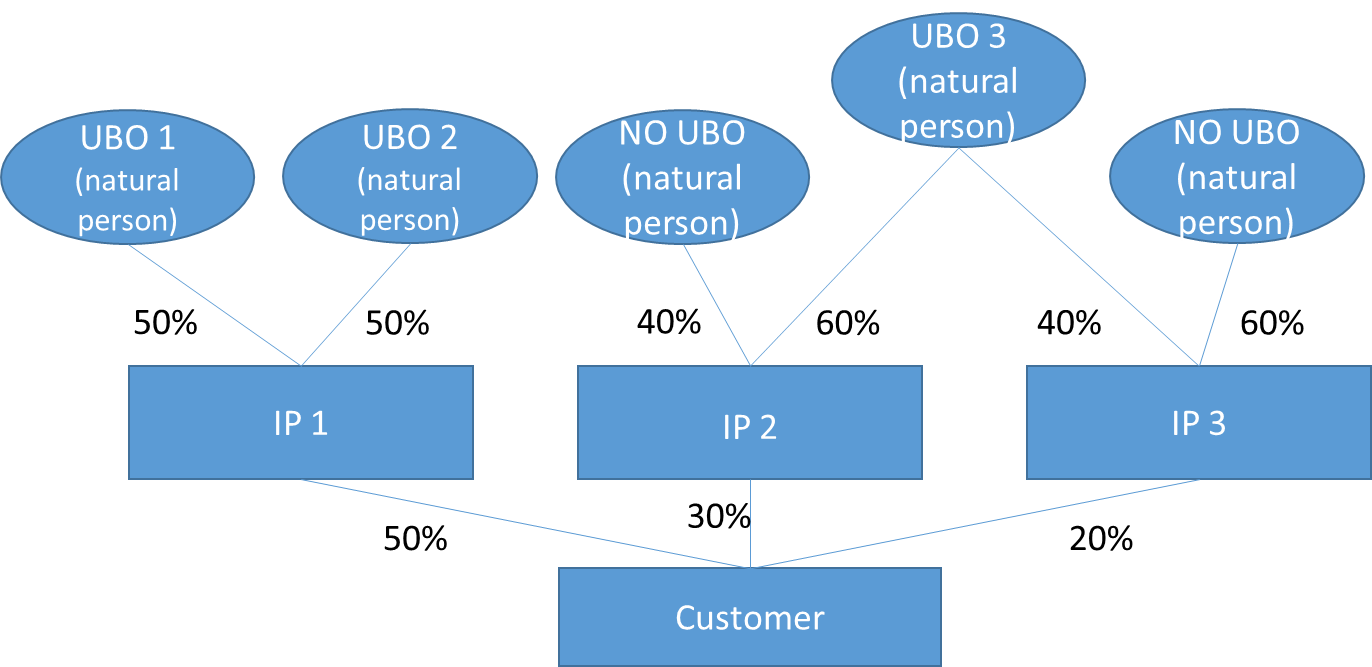 UBO 3
(natural
person)
UBO 1
(natural
person)
UBO 2
(natural
person)
NO UBO
(natural
person)
NO UBO
(natural
person)
50%
50%
40%
60%
40%
60%
IP 1
IP 2
IP 3
50%
30%
20%
Customer